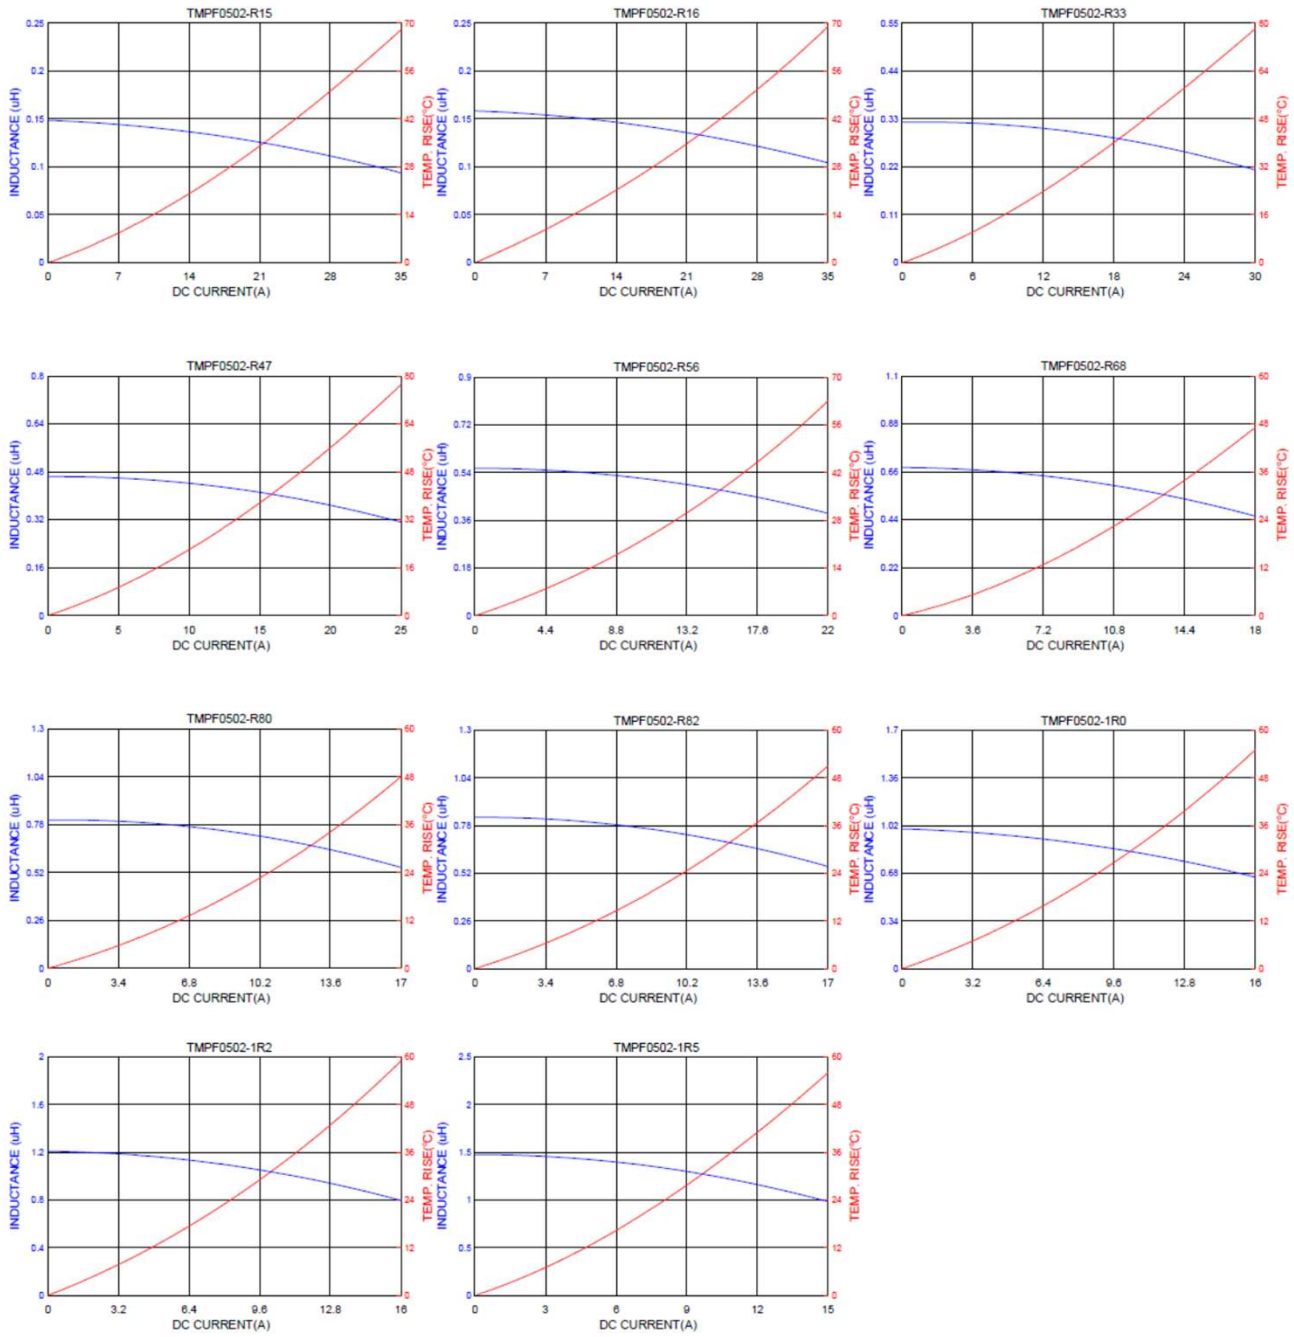 TMPF0502-R15
INDUCTANCE (uH)
0.25
0.2
0.15
0.1
0.05
0
70
56
42
28
14
0
TEMP. RISE(°C)
0 7 14 21 28 35
DC CURRENT(A)
TMPF0502-R16
INDUCTANCE (uH)
0.25
0.2
0.15
0.1
0.05
0
70
56
42
28
14
0
TEMP. RISE(°C)
0 7 14 21 28 35
DC CURRENT(A)
TMPF0502-R33
INDUCTANCE (uH)
0.55
0.44
0.33
0.22
0.11
0
80
64
48
32
16
0
TEMP. RISE(°C)
0 6 12 18 24 30
DC CURRENT(A)
TMPF0502-R47
INDUCTANCE (uH)
0.8
0.64
0.48
0.32
0.16
0
80
64
48
32
16
0
TEMP. RISE(°C)
0 5 10 15 20 25
DC CURRENT(A)
TMPF0502-R56
INDUCTANCE (uH)
0.9
0.72
0.54
0.36
0.18
0
70
56
42
28
14
0
TEMP. RISE(°C)
0 4.4 8.8 13.2 17.6 22
DC CURRENT(A)
TMPF0502-R68
INDUCTANCE (uH)
1.1
0.88
0.66
0.44
0.22
0
60
48
36
24
12
0
TEMP. RISE(°C)
0 3.6 7.2 10.8 14.4 18
DC CURRENT(A)
TMPF0502-R80
INDUCTANCE (uH)
1.3
1.04
0.78
0.52
0.26
0
60
48
36
24
12
0
TEMP. RISE(°C)
0 3.4 6.8 10.2 13.6 17
DC CURRENT(A)
TMPF0502-R82
INDUCTANCE (uH)
1.3
1.04
0.78
0.52
0.26
0
60
48
36
24
12
0
TEMP. RISE(°C)
0 3.4 6.8 10.2 13.6 17
DC CURRENT(A)
TMPF0502-1R0
INDUCTANCE (uH)
1.7
1.36
1.02
0.68
0.34
0
60
48
36
24
12
0
TEMP. RISE(°C)
0 3.2 6.4 9.6 12.8 16
DC CURRENT(A)
TMPF0502-1R2
INDUCTANCE (uH)
2
1.6
1.2
0.8
0.4
0
60
48
36
24
12
0
TEMP. RISE(°C)
0 3.2 6.4 9.6 12.8 16
DC CURRENT(A)
TMPF0502-1R5
INDUCTANCE (uH)
2.5
2
1.5
1
0.5
0
60
48
36
24
12
0
TEMP. RISE(°C)
0 3 6 9 12 15
DC CURRENT(A)